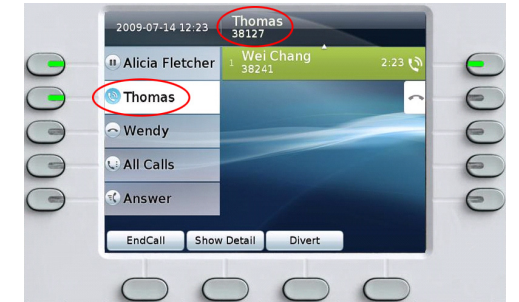 2009-07-14 12:23
Thomas
38127
Alicia Fletcher
Thomas
Wendy
All Calls
Answer
1 Wei Chang 2:23
38241
EndCall Show Detail Divert